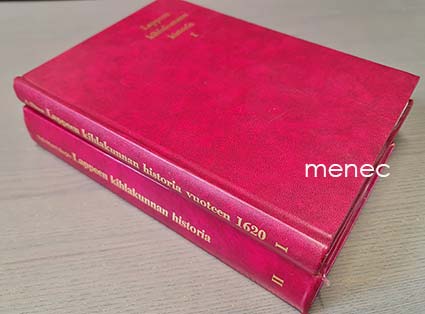 Lappeen
kihlakunnan
historia
I
Lappeen kihlakunnan historia vuoteen 1620 I
Lappeen kihlakunnan historia II
menec